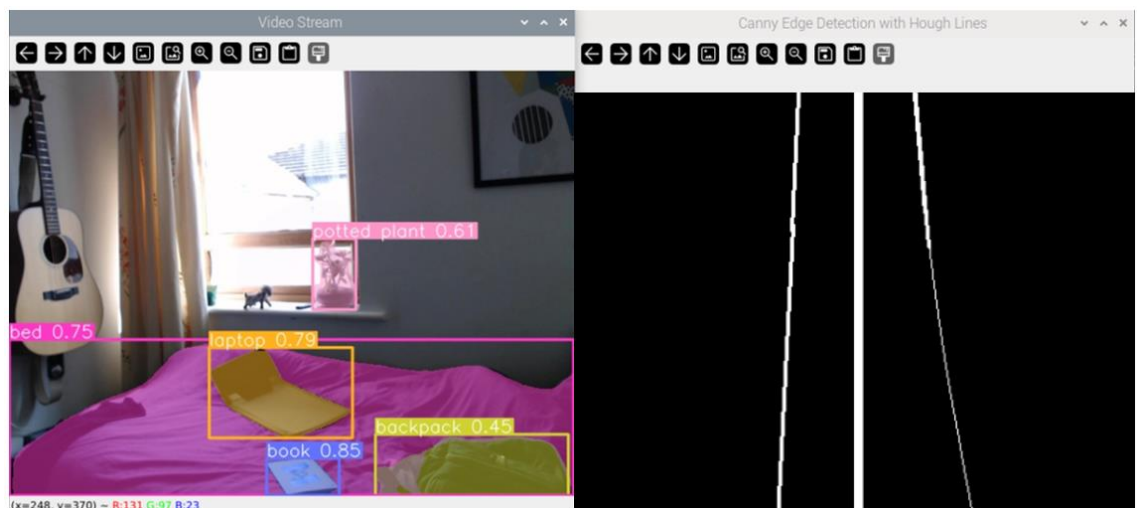 Video Stream
Canny Edge Detection with Hough Lines
potted plant 0.61
bed 0.75
laptop 0.79
backpack 0.45
book 0.85
(x=248, y=370) ~ R:131 G:97 B:23